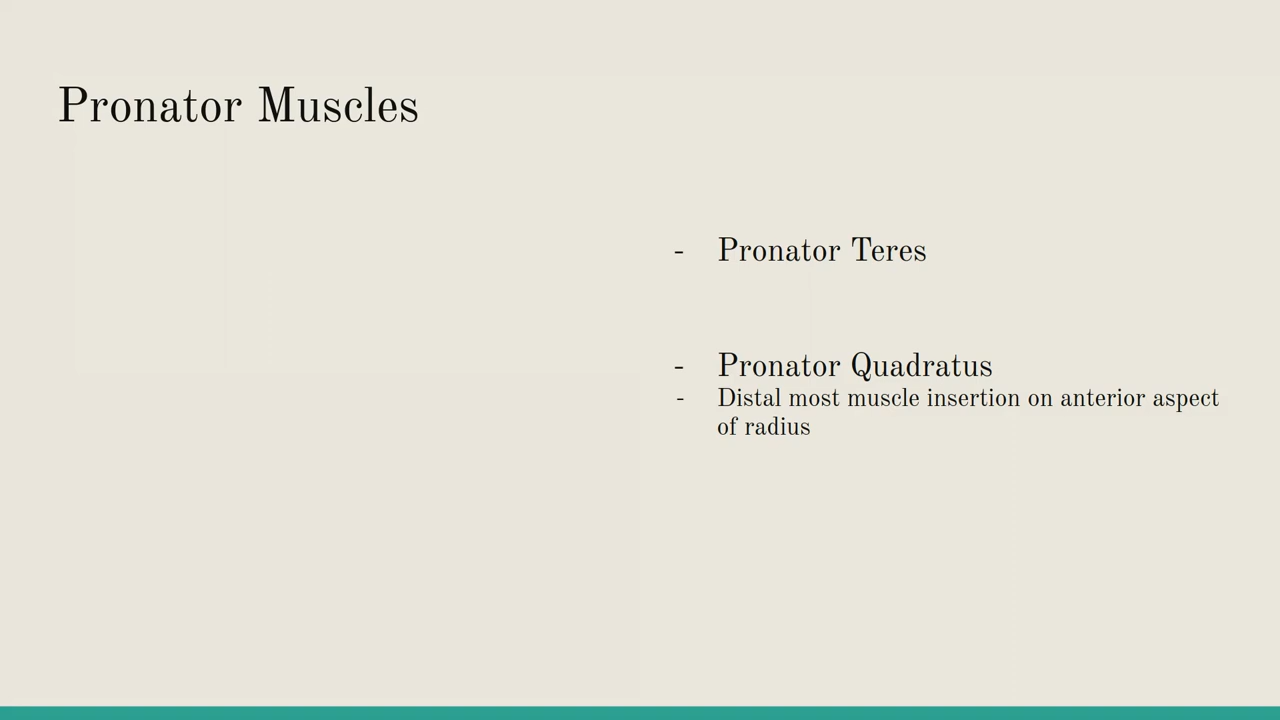 Pronator Muscles
- Pronator Teres
- Pronator Quadratus
- Distal most muscle insertion on anterior aspect
of radius